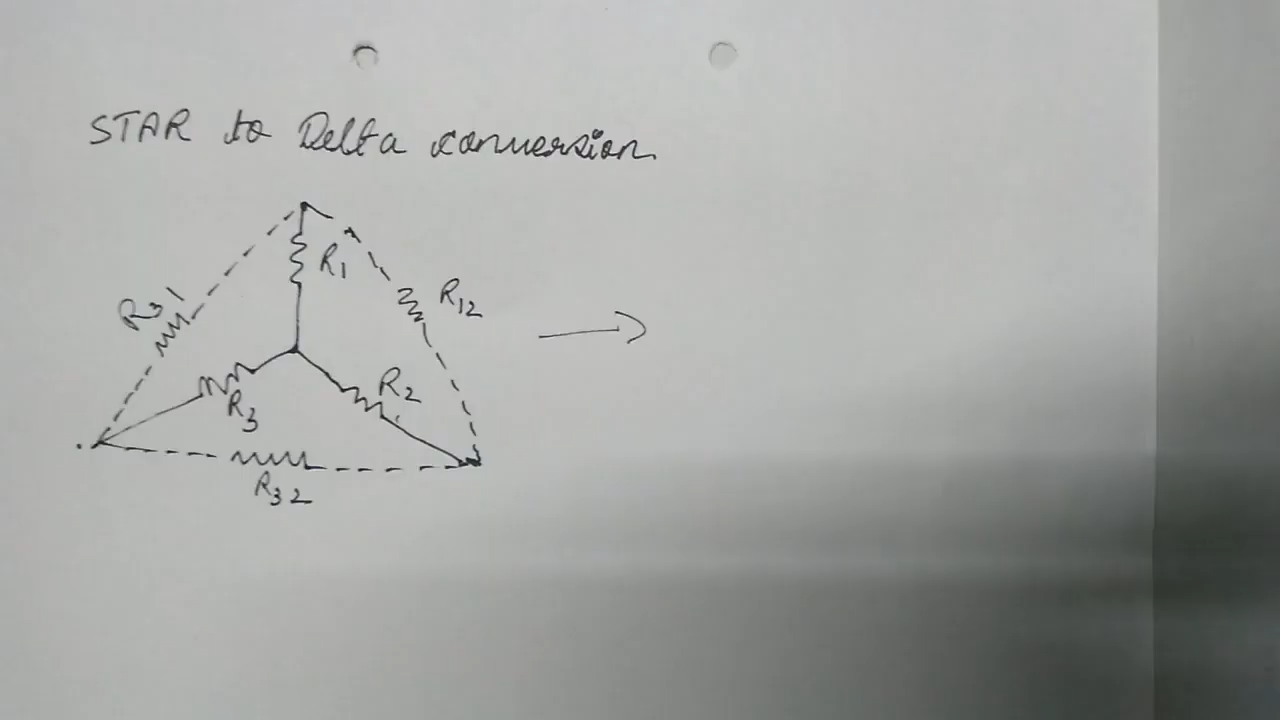 STAR to Delta conversion
R1
R12
R31
R2
R3
R32